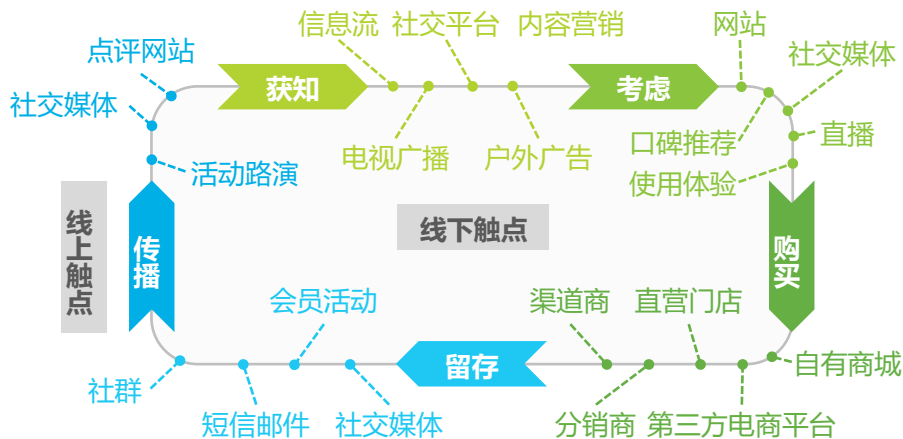 信息流
社交平台
内容营销
网站
点评网站
社交媒体
获知
考虑
社交媒体
口碑推荐
直播
电视广播
户外广告
活动路演
使用体验
线上触点
传播
线下触点
购买
会员活动
渠道商
直营门店
留存
自有商城
社群
短信邮件
社交媒体
分销商
第三方电商平台